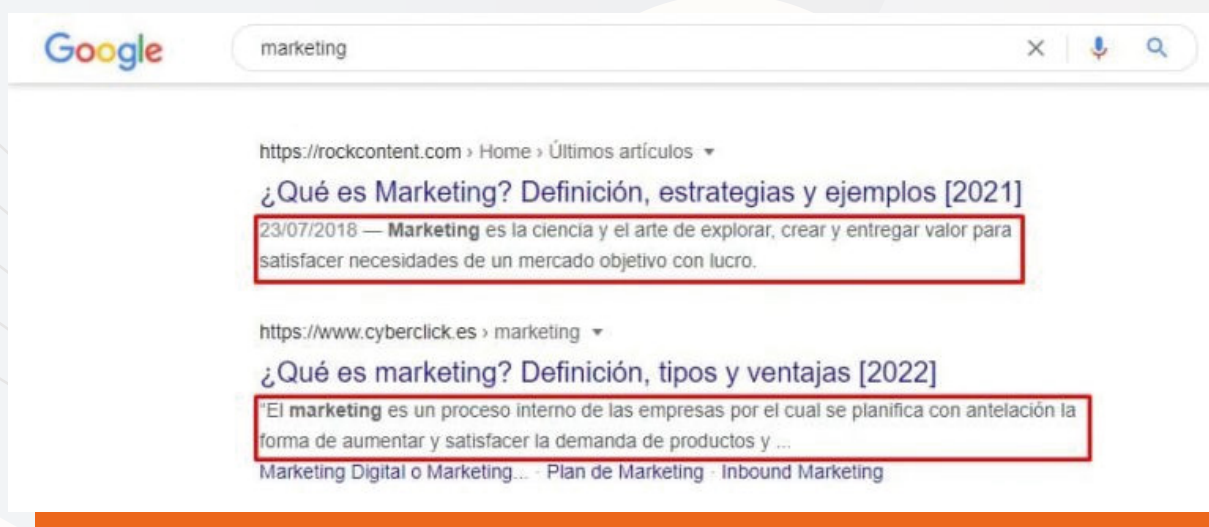 Google
marketing
https://rockcontent.com › Home › Últimos artículos
¿Qué es Marketing? Definición, estrategias y ejemplos [2021]
23/07/2018 — Marketing es la ciencia y el arte de explorar, crear y entregar valor para
satisfacer necesidades de un mercado objetivo con lucro.
https://www.cyberclick.es › marketing
¿Qué es marketing? Definición, tipos y ventajas [2022]
"El marketing es un proceso interno de las empresas por el cual se planifica con antelación la
forma de aumentar y satisfacer la demanda de productos y ...
Marketing Digital o Marketing... · Plan de Marketing · Inbound Marketing